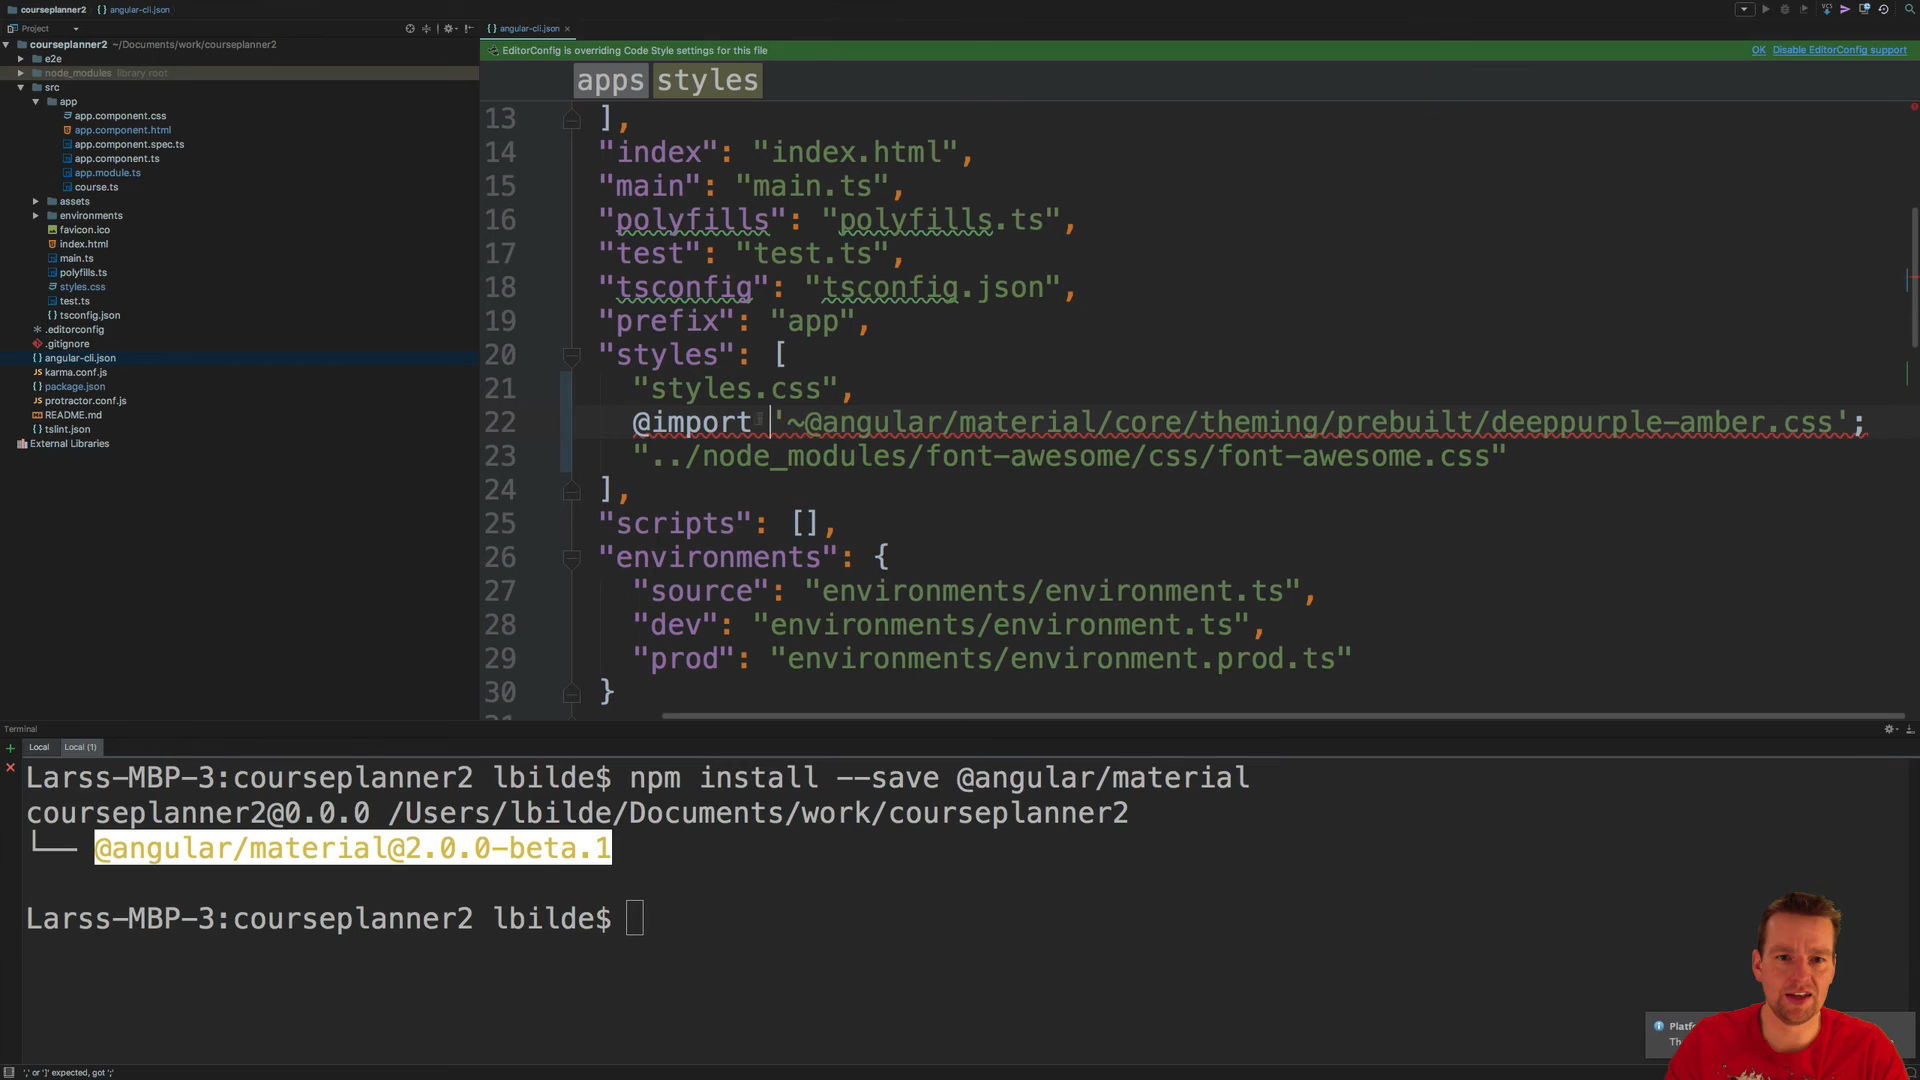 courseplanner2 angular-cli.json
Project
courseplanner2 ~/Documents/work/courseplanner2
e2e
node_modules library root
src
app
app.component.css
app.component.html
app.component.spec.ts
app.component.ts
app.module.ts
course.ts
assets
environments
favicon.ico
index.html
main.ts
polyfills.ts
styles.css
test.ts
tsconfig.json
.editorconfig
.gitignore
angular-cli.json
karma.conf.js
package.json
protractor.conf.js
README.md
tslint.json
External Libraries
angular-cli.json
EditorConfig is overriding Code Style settings for this file OK Disable EditorConfig support
apps styles
13 ],
14 "index": "index.html",
15 "main": "main.ts",
16 "polyfills": "polyfills.ts",
17 "test": "test.ts",
18 "tsconfig": "tsconfig.json",
19 "prefix": "app",
20 "styles": [
21 "styles.css",
22 @import '~@angular/material/core/theming/prebuilt/deeppurple-amber.css';
23 "../node_modules/font-awesome/css/font-awesome.css"
24 ],
25 "scripts": [],
26 "environments": {
27 "source": "environments/environment.ts",
28 "dev": "environments/environment.ts",
29 "prod": "environments/environment.prod.ts"
30 }
Terminal
Local Local (1)
Larss-MBP-3:courseplanner2 lbilde$ npm install --save @angular/material
courseplanner2@0.0.0 /Users/lbilde/Documents/work/courseplanner2
└── @angular/material@2.0.0-beta.1
Larss-MBP-3:courseplanner2 lbilde$
',' or ']' expected, got ';'